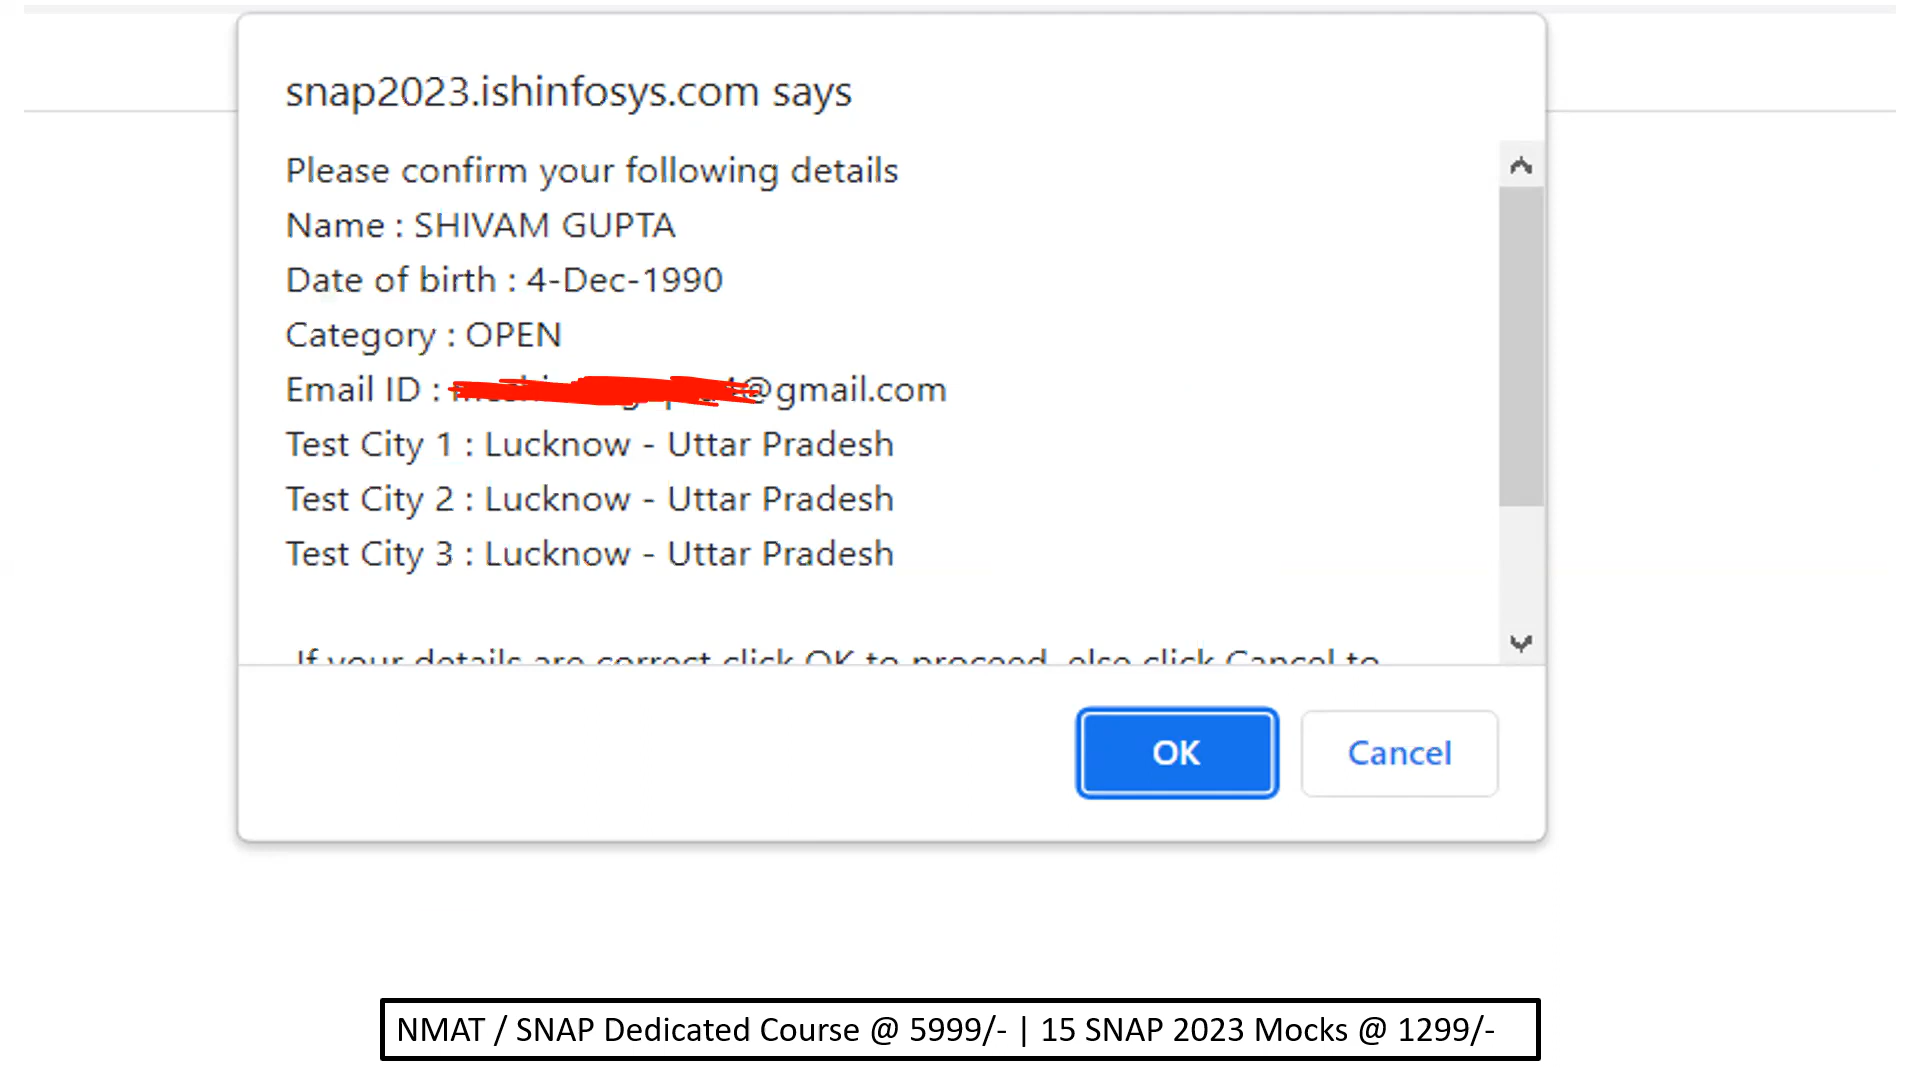 snap2023.ishinfosys.com says
Please confirm your following details
Name : SHIVAM GUPTA
Date of birth : 4-Dec-1990
Category : OPEN
Email ID : @gmail.com
Test City 1 : Lucknow - Uttar Pradesh
Test City 2 : Lucknow - Uttar Pradesh
Test City 3 : Lucknow - Uttar Pradesh
If your details are correct click OK to proceed, else click Cancel to
OK
Cancel
NMAT / SNAP Dedicated Course @ 5999/- | 15 SNAP 2023 Mocks @ 1299/-